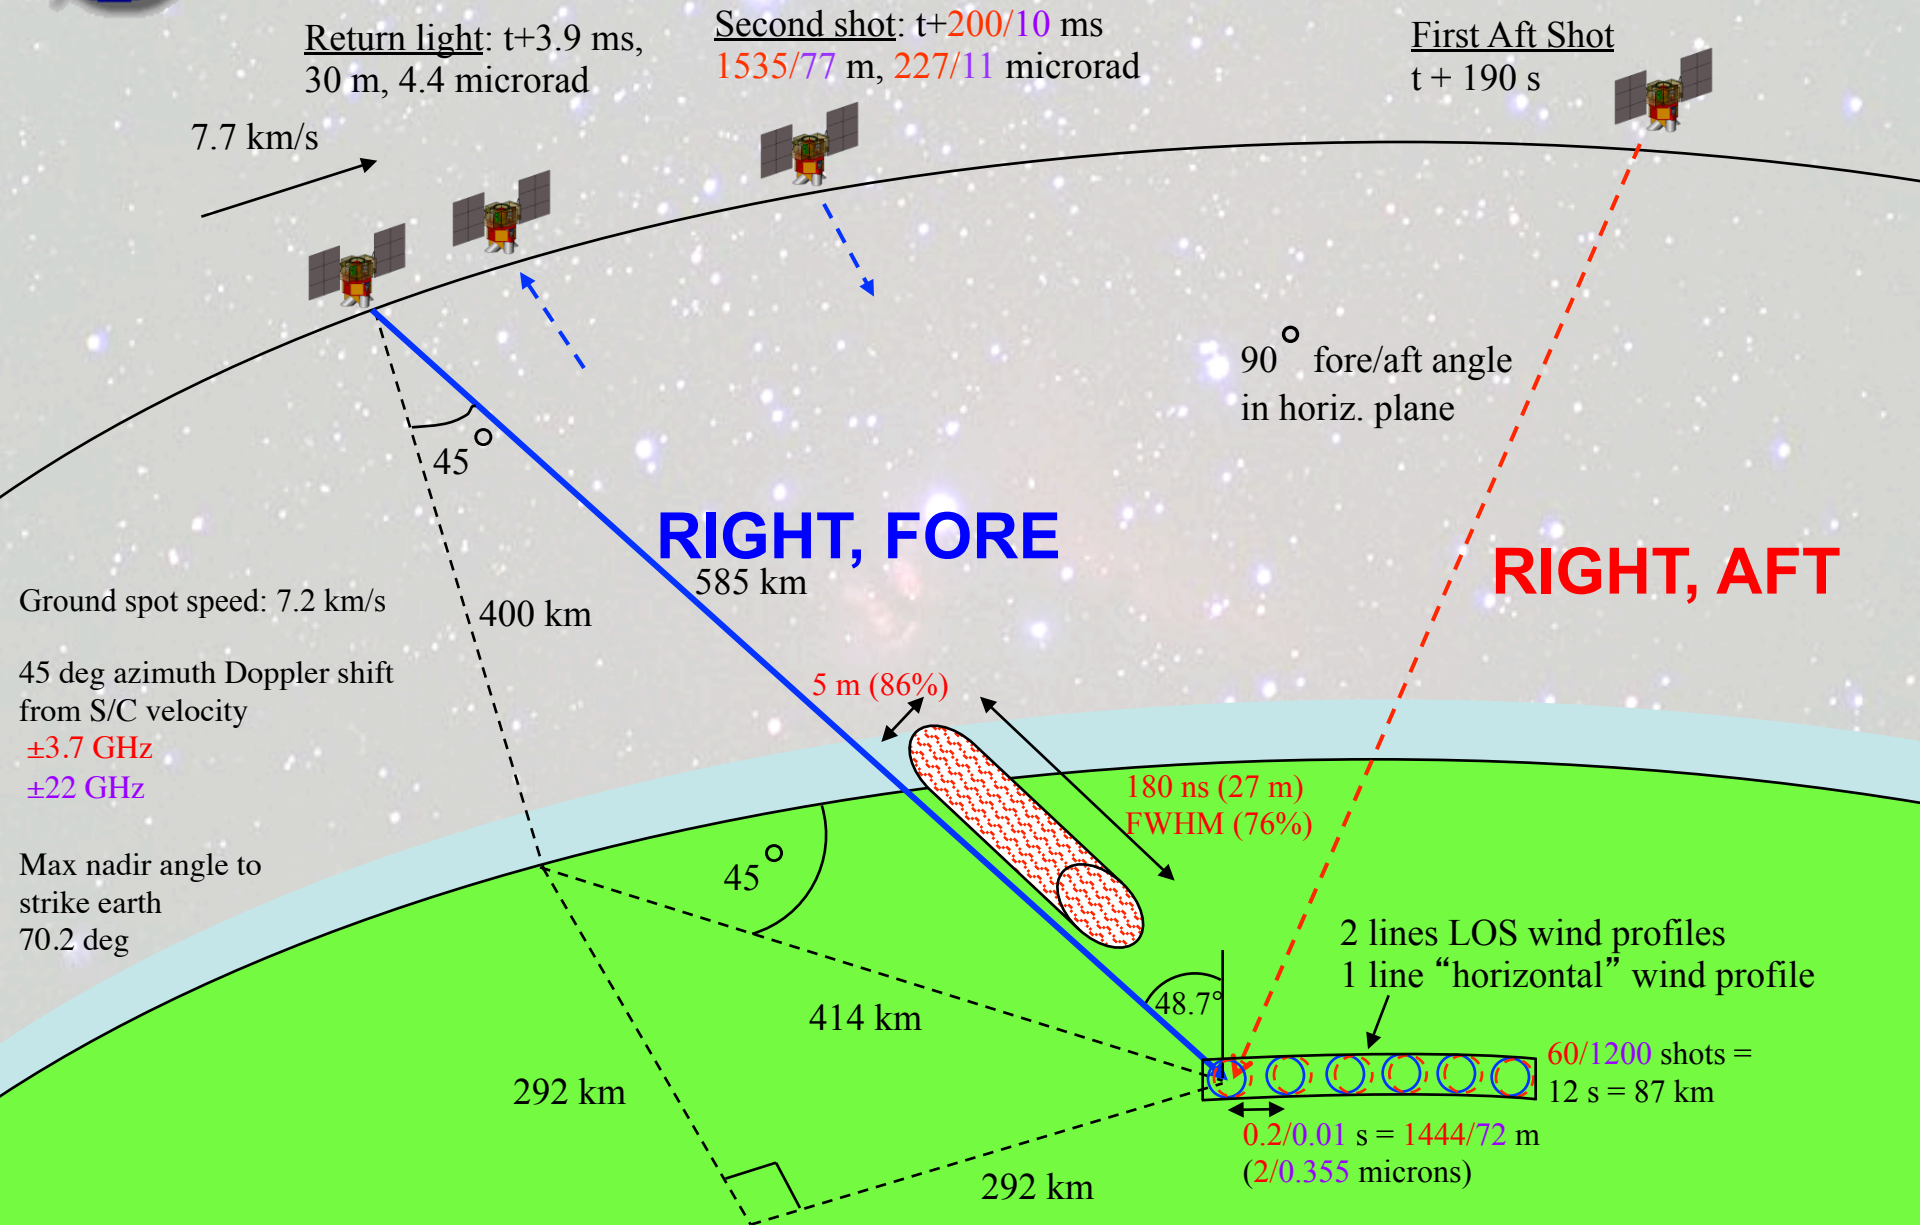 Return light: t+3.9 ms,
30 m, 4.4 microrad
Second shot: t+200/10 ms
1535/77 m, 227/11 microrad
First Aft Shot
t + 190 s
7.7 km/s
90° fore/aft angle
in horiz. plane
45°
RIGHT, FORE
585 km
RIGHT, AFT
400 km
Ground spot speed: 7.2 km/s
45 deg azimuth Doppler shift
from S/C velocity
±3.7 GHz
±22 GHz
Max nadir angle to
strike earth
70.2 deg
5 m (86%)
180 ns (27 m)
FWHM (76%)
45°
414 km
48.7°
2 lines LOS wind profiles
1 line “horizontal” wind profile
292 km
60/1200 shots =
12 s = 87 km
0.2/0.01 s = 1444/72 m
(2/0.355 microns)
292 km